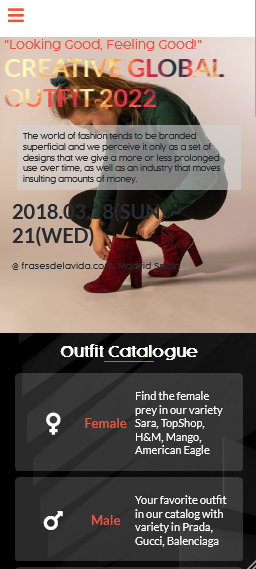 "Looking Good, Feeling Good!"
CREATIVE GLOBAL
OUTFIT 2022
The world of fashion tends to be branded
superficial and we perceive it only as a set of
designs that we give a more or less prolonged
use over time, as well as an industry that moves
insulting amounts of money.
2018.03.18(SUN) -
21(WED)
@ frasesdelavida.com, Madrid Spain
Outfit Catalogue
Female
Find the female
prey in our variety
Sara, TopShop,
H&M, Mango,
American Eagle
Male
Your favorite outfit
in our catalog with
variety in Prada,
Gucci, Balenciaga